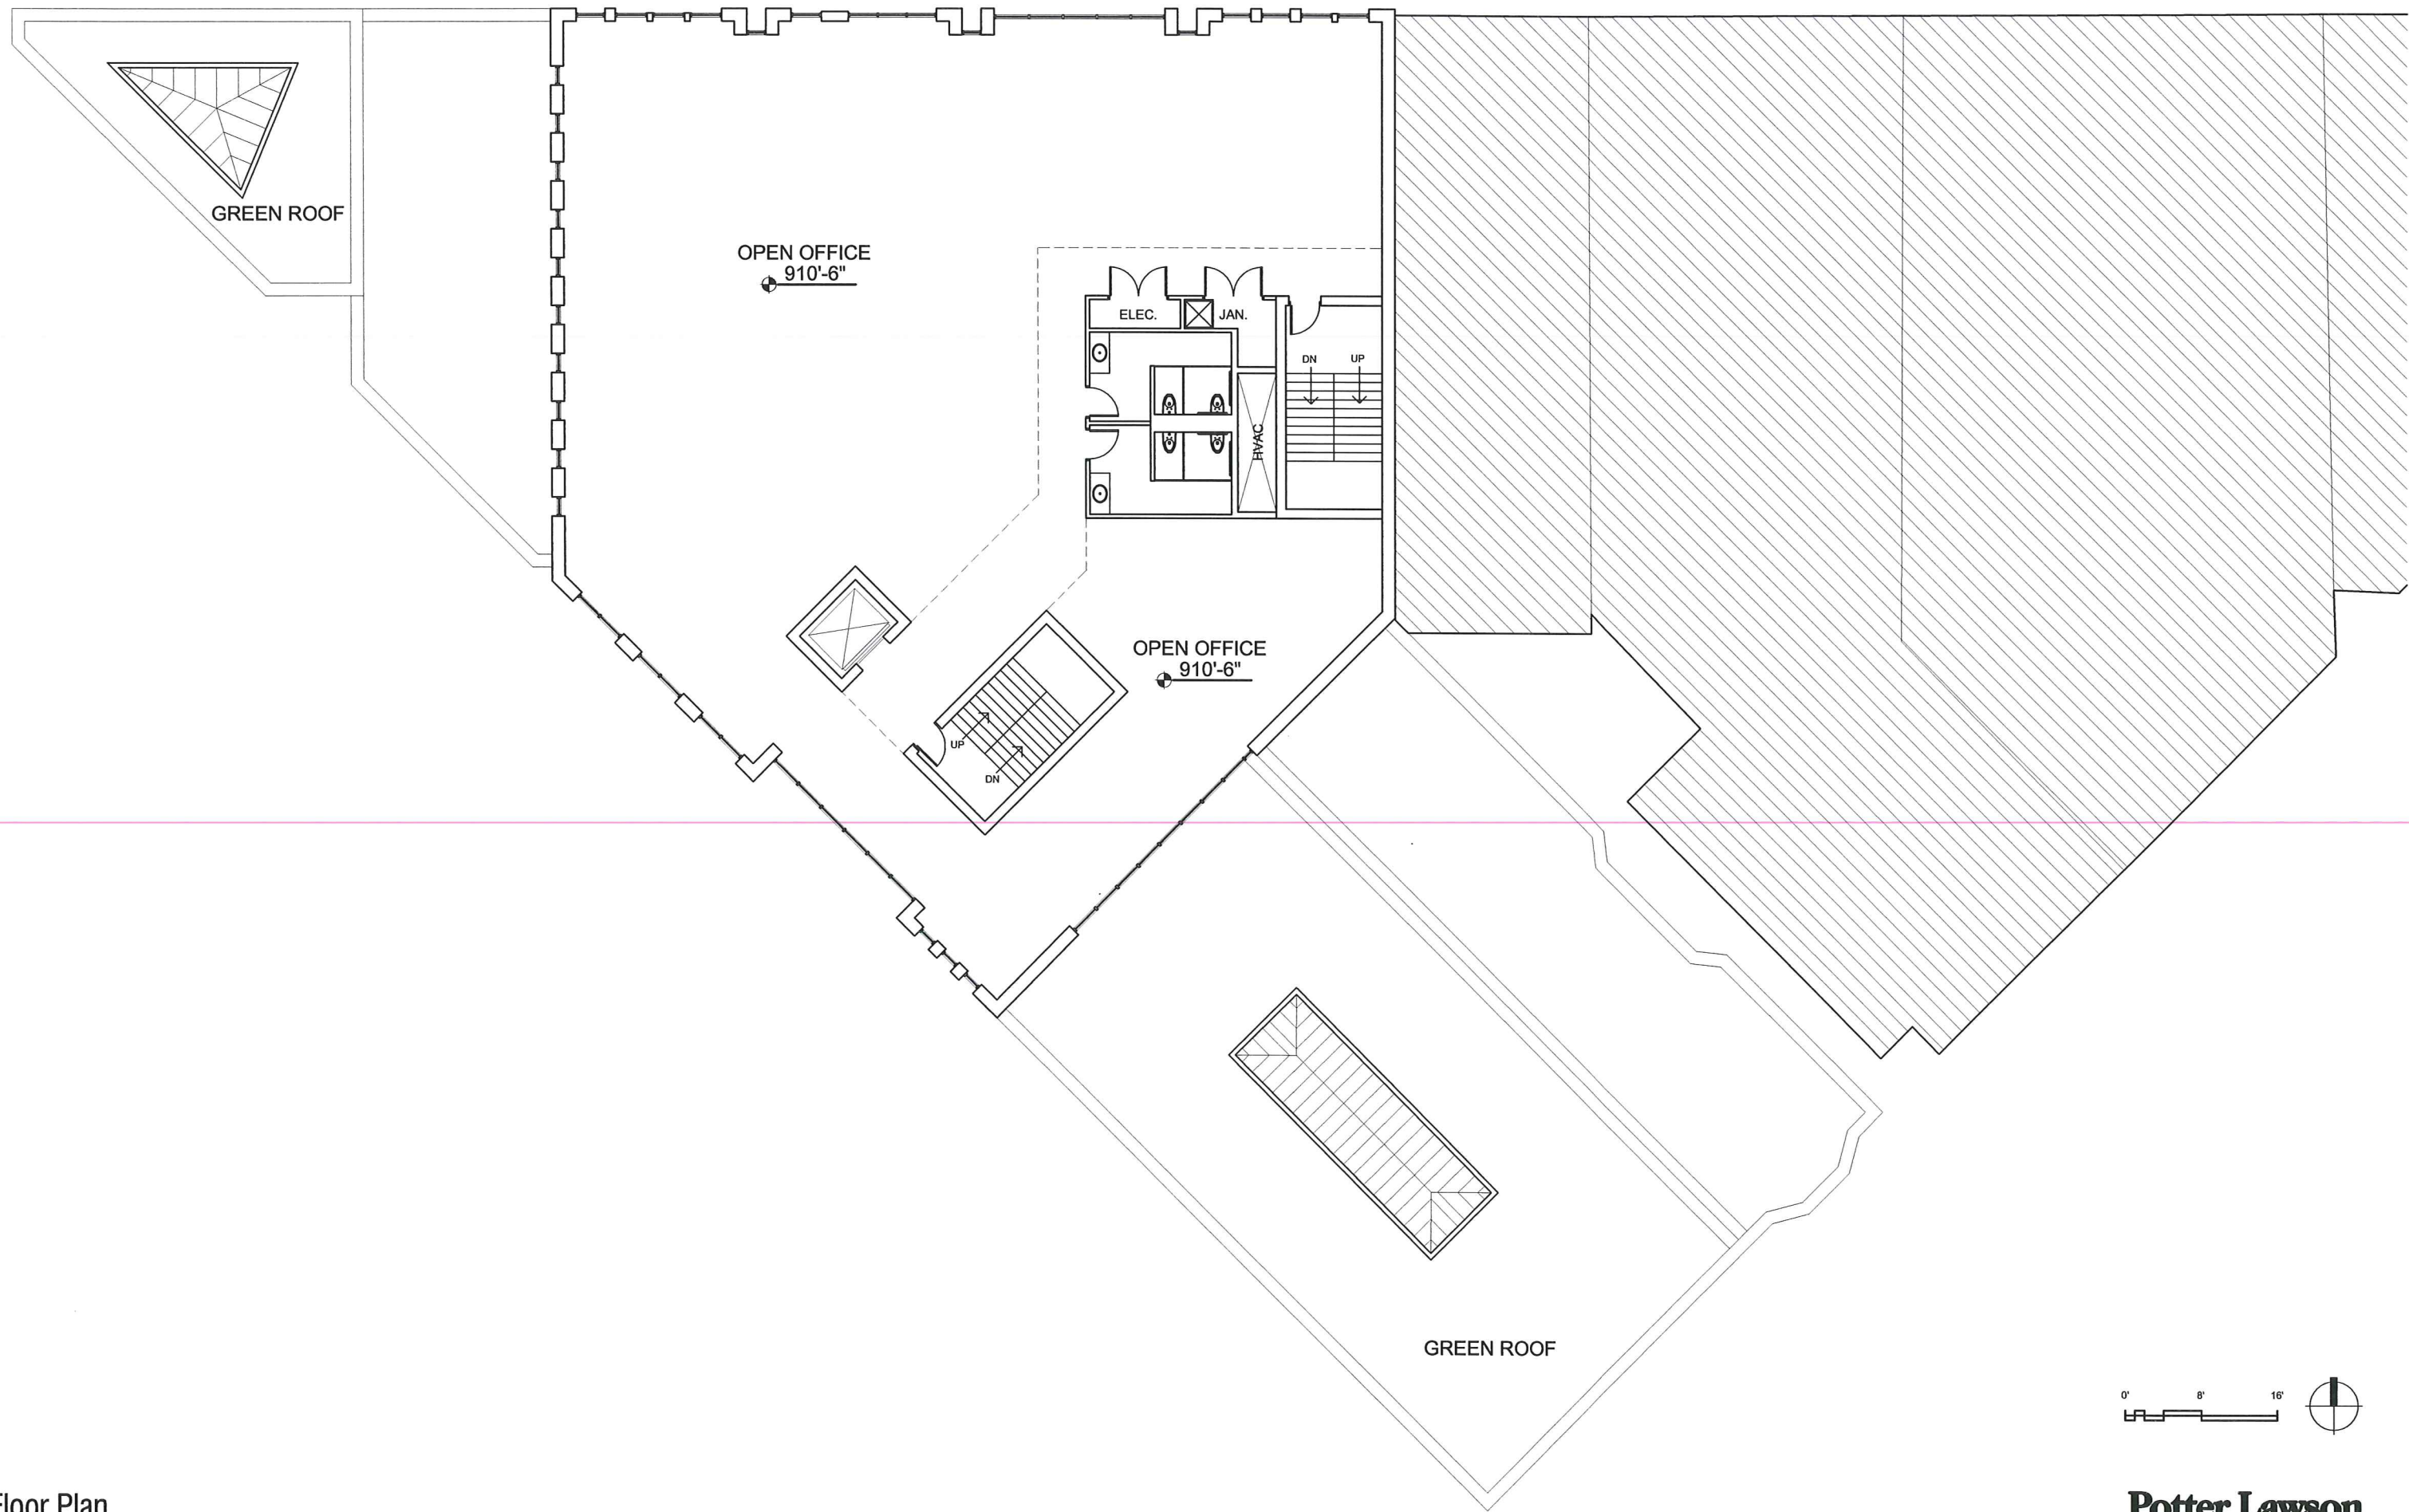 GREEN ROOF
OPEN OFFICE
910'-6"
ELEC.
JAN.
DN
UP
HVAC
OPEN OFFICE
910'-6"
UP
DN
GREEN ROOF
0'
8'
16'
Floor Plan
Potter Lawson